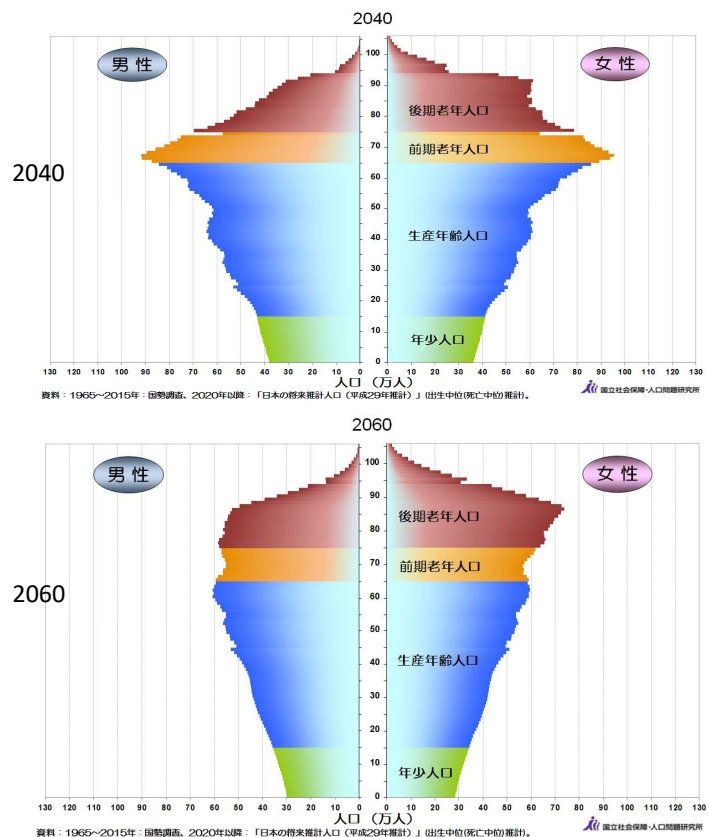 2040
男 性
女 性
100
90
80
70
60
50
40
30
20
10
0
後期老年人口
前期老年人口
生産年齢人口
年少人口
2040
130 120 110 100 90 80 70 60 50 40 30 20 10 0
0 10 20 30 40 50 60 70 80 90 100 110 120 130
人口 (万人)
資料:1965~2015年:国勢調査、2020年以降:「日本の将来推計人口(平成29年推計)」(出生中位(死亡中位)推計)。
国立社会保障・人口問題研究所
2060
男 性
女 性
100
90
80
70
60
50
40
30
20
10
0
後期老年人口
前期老年人口
生産年齢人口
年少人口
2060
130 120 110 100 90 80 70 60 50 40 30 20 10 0
0 10 20 30 40 50 60 70 80 90 100 110 120 130
人口 (万人)
資料:1965~2015年:国勢調査、2020年以降:「日本の将来推計人口(平成29年推計)」(出生中位(死亡中位)推計)。
国立社会保障・人口問題研究所